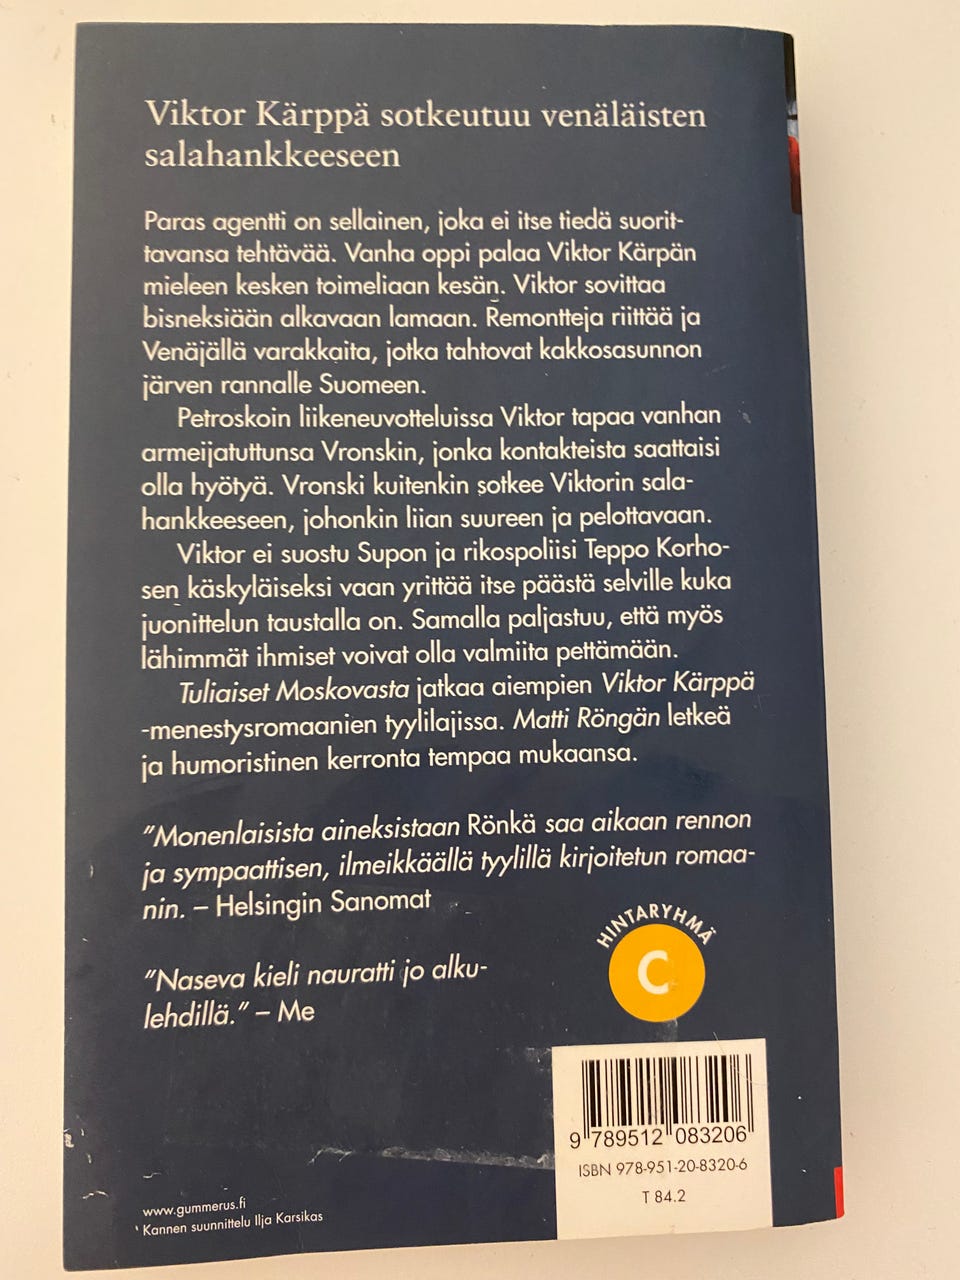 Viktor Kärppä sotkeutuu venäläisten
salahankkeeseen
Paras agentti on sellainen, joka ei itse tiedä suorit-
tavansa tehtävää. Vanha oppi palaa Viktor Kärpän
mieleen kesken toimeliaan kesän. Viktor sovittaa
bisneksiään alkavaan lamaan. Remontteja riittää ja
Venäjällä varakkaita, jotka tahtovat kakkosasunnon
järven rannalle Suomeen.
Petroskoin liikeneuvotteluissa Viktor tapaa vanhan
armeijatuttunsa Vronskin, jonka kontakteista saattaisi
olla hyötyä. Vronski kuitenkin sotkee Viktorin sala-
hankkeeseen, johonkin liian suureen ja pelottavaan.
Viktor ei suostu Supon ja rikospoliisi Teppo Korho-
sen käskyläiseksi vaan yrittää itse päästä selville kuka
juonittelun taustalla on. Samalla paljastuu, että myös
lähimmät ihmiset voivat olla valmiita pettämään.
Tuliaiset Moskovasta jatkaa aiempien Viktor Kärppä
-menestysromaanien tyylilajissa. Matti Röngän letkeä
ja humoristinen kerronta tempaa mukaansa.
"Monenlaisista aineksistaan Rönkä saa aikaan rennon
ja sympaattisen, ilmeikkäällä tyylillä kirjoitetun romaa-
nin. – Helsingin Sanomat
"Naseva kieli nauratti jo alku-
lehdillä." – Me
HINTARYHMÄ
C
9 789512 083206
ISBN 978-951-20-8320-6
T 84.2
www.gummerus.fi
Kannen suunnittelu Ilja Karsikas